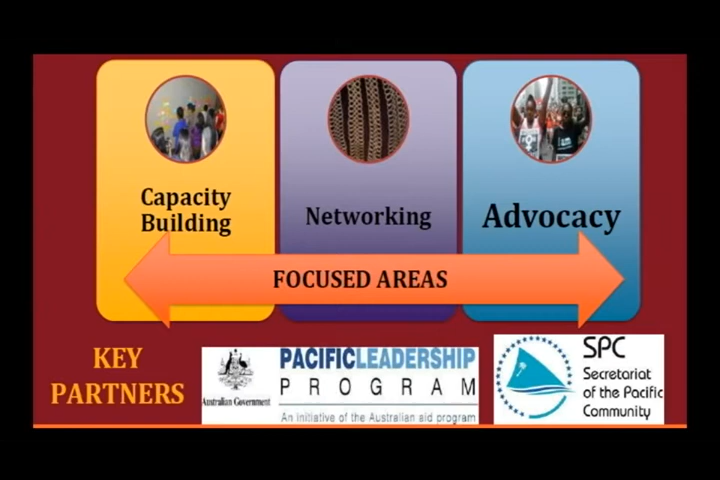 Capacity
Building
Networking
Advocacy
FOCUSED AREAS
KEY
PARTNERS
Australian Government
PACIFICLEADERSHIP
PROGRAM
An initiative of the Australian aid program
SPC
Secretariat
of the Pacific
Community